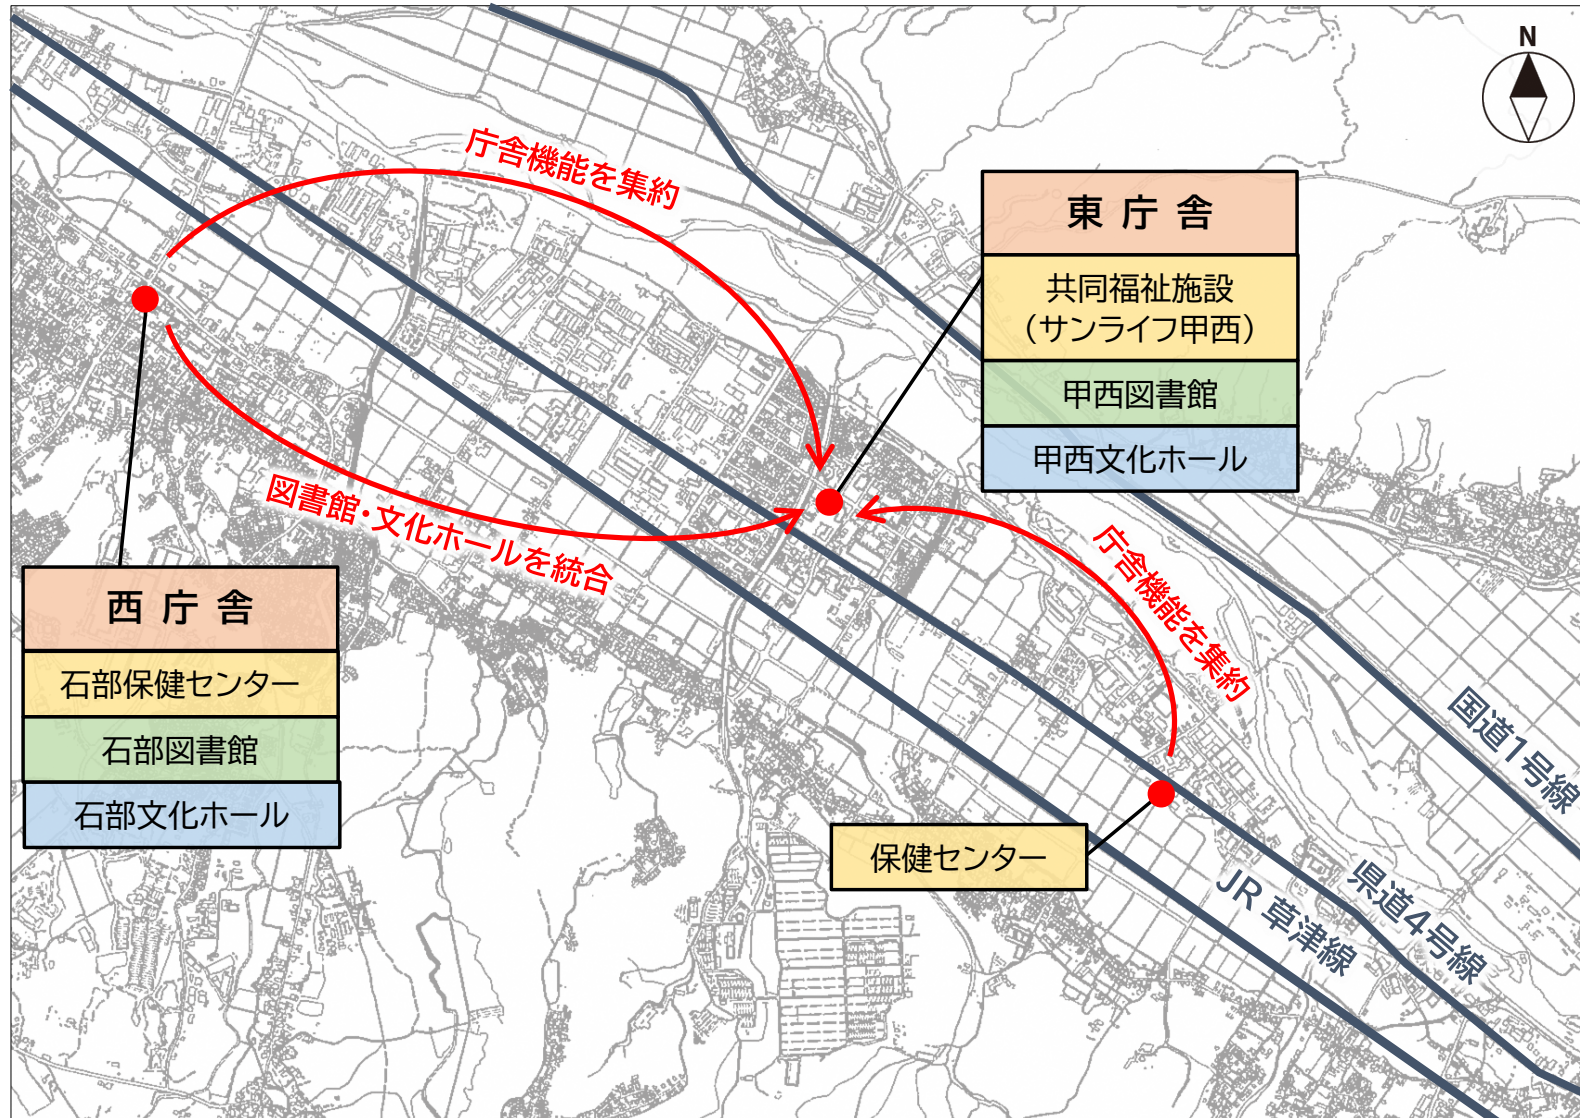 N
庁舎機能を集約
東庁舎
共同福祉施設
（サンライフ甲西）
甲西図書館
甲西文化ホール
図書館・文化ホールを統合
庁舎機能を集約
西庁舎
石部保健センター
石部図書館
石部文化ホール
保健センター
国道1号線
県道4号線
JR 草津線